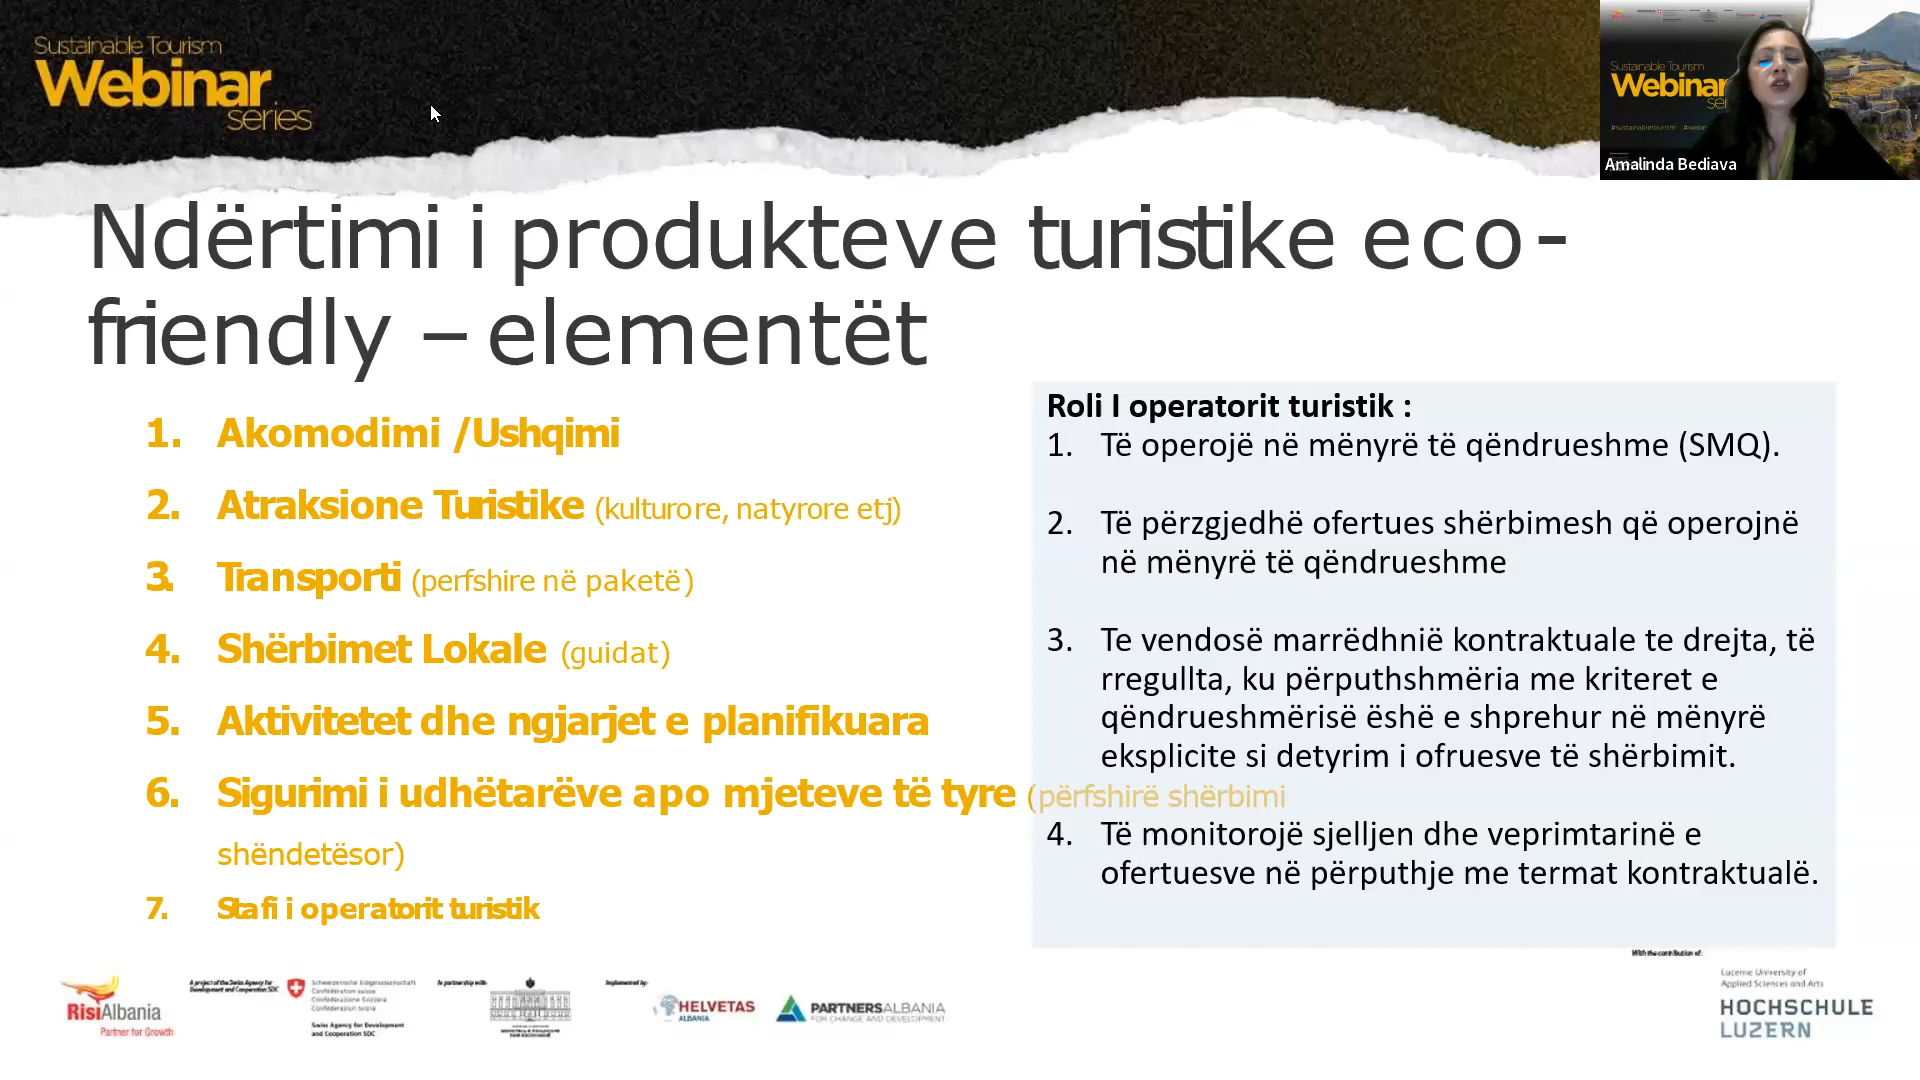 Sustainable Tourism
Webinar
series
Sustainable Tourism
Webinar
#sustainabletourism
Amalinda Bediava
Ndërtimi i produkteve turistike eco-
friendly – elementët
1. Akomodimi /Ushqimi
2. Atraksione Turistike (kulturore, natyrore etj)
3. Transporti (perfshire në paketë)
4. Shërbimet Lokale (guidat)
5. Aktivitetet dhe ngjarjet e planifikuara
6. Sigurimi i udhëtarëve apo mjeteve të tyre (përfshirë shërbimi
shëndetësor)
7. Stafi i operatorit turistik
Roli I operatorit turistik :
1. Të operojë në mënyrë të qëndrueshme (SMQ).
2. Të përzgjedhë ofertues shërbimesh që operojnë
në mënyrë të qëndrueshme
3. Te vendosë marrëdhnië kontraktuale te drejta, të
rregullta, ku përputhshmëria me kriteret e
qëndrueshmërisë ëshë e shprehur në mënyrë
eksplicite si detyrim i ofruesve të shërbimit.
4. Të monitorojë sjelljen dhe veprimtarinë e
ofertuesve në përputhje me termat kontraktualë.
RisiAlbania
Partner for Growth
A project of the Swiss Agency for
Development and Cooperation SDC
Schweizerische Eidgenossenschaft
Confédération suisse
Confederazione Svizzera
Confederaziun svizra
Swiss Agency for Development
and Cooperation SDC
In partnership with:
Implemented by:
HELVETAS
ALBANIA
PARTNERSALBANIA
FOR CHANGE AND DEVELOPMENT
With the contribution of:
Lucerne University of
Applied Sciences and Arts
HOCHSCHULE
LUZERN